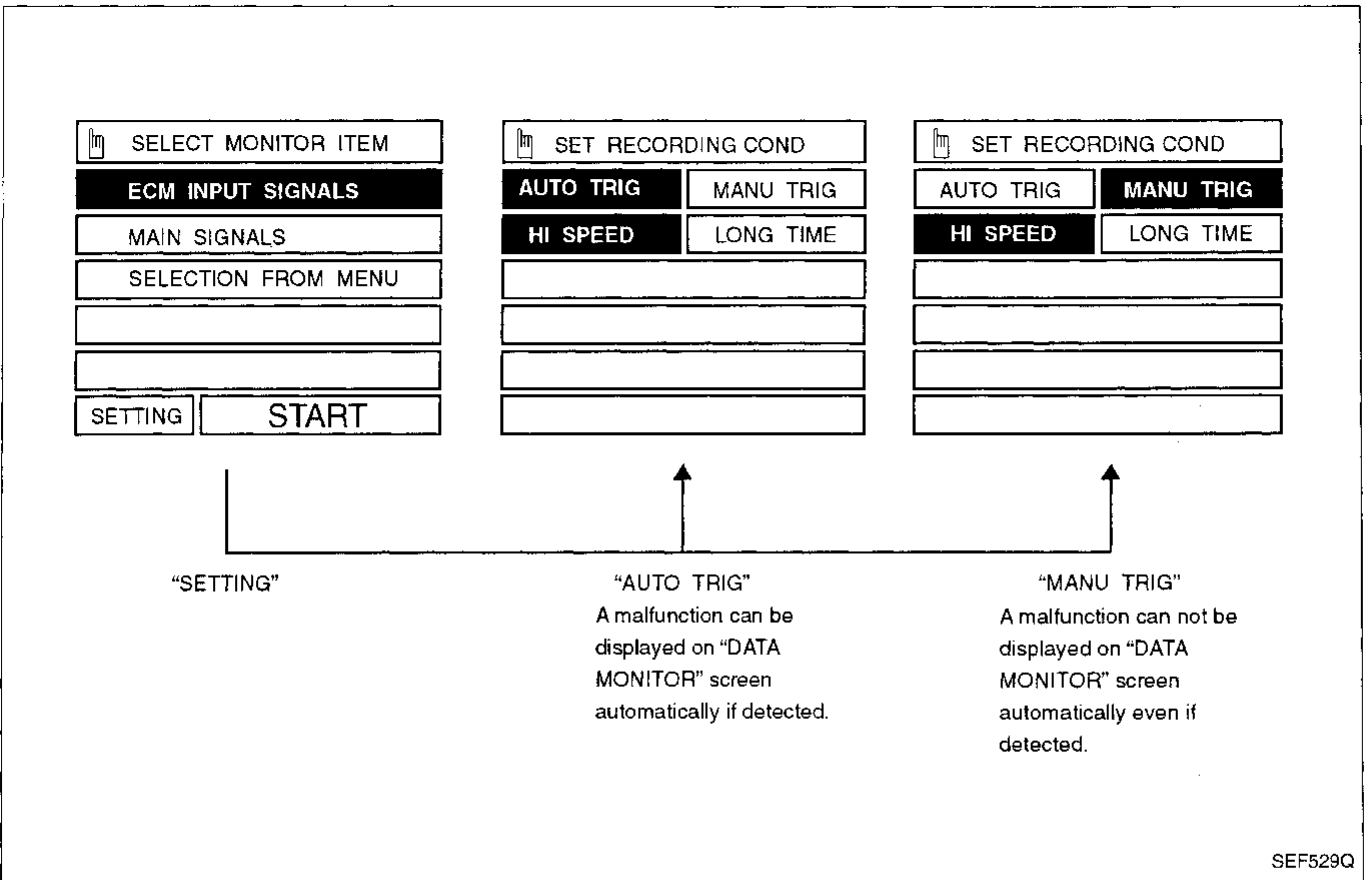 SELECT MONITOR ITEM
ECM INPUT SIGNALS
MAIN SIGNALS
SELECTION FROM MENU
SETTING
START
SET RECORDING COND
AUTO TRIG
MANU TRIG
HI SPEED
LONG TIME
SET RECORDING COND
AUTO TRIG
MANU TRIG
HI SPEED
LONG TIME
“SETTING”
“AUTO TRIG”
A malfunction can be
displayed on “DATA
MONITOR” screen
automatically if detected.
“MANU TRIG”
A malfunction can not be
displayed on “DATA
MONITOR” screen
automatically even if
detected.
SEF529Q